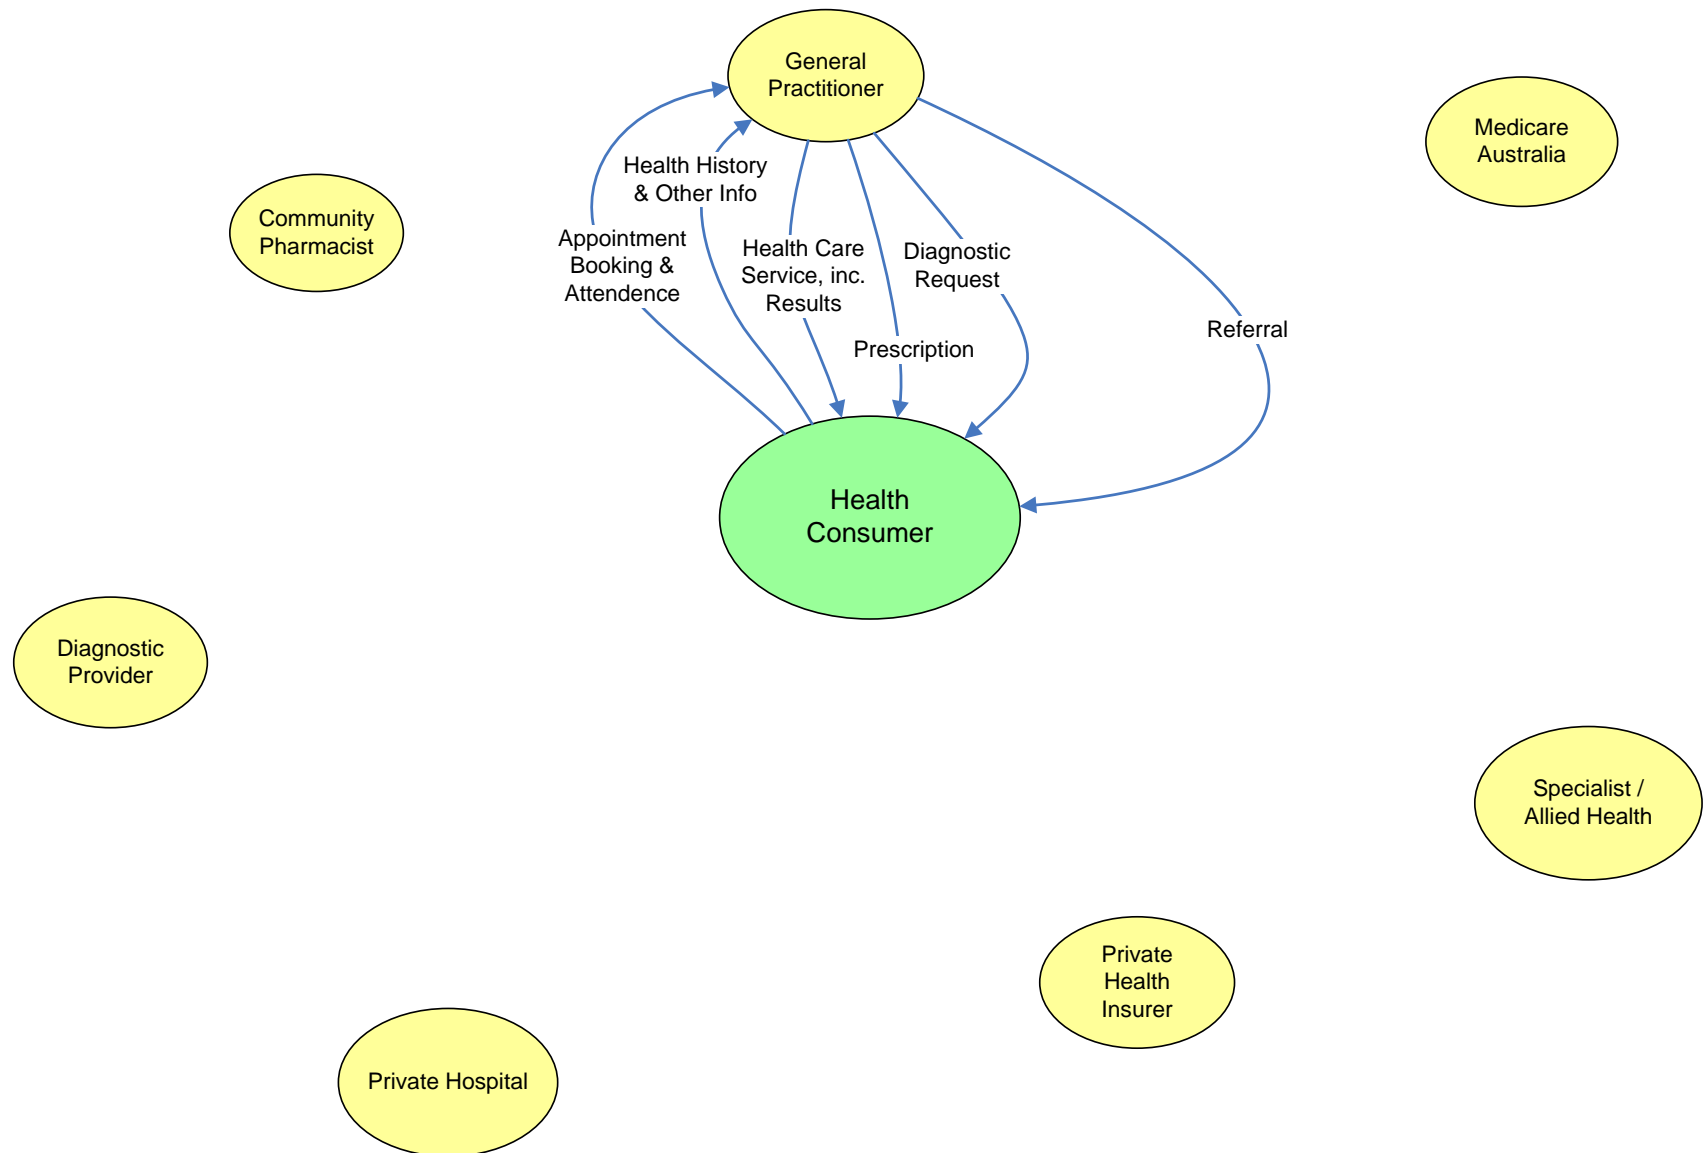 General
Practitioner
Medicare
Australia
Health History
& Other Info
Community
Pharmacist
Appointment
Booking &
Attendence
Health Care
Service, inc.
Results
Diagnostic
Request
Prescription
Referral
Health
Consumer
Diagnostic
Provider
Specialist /
Allied Health
Private
Health
Insurer
Private Hospital